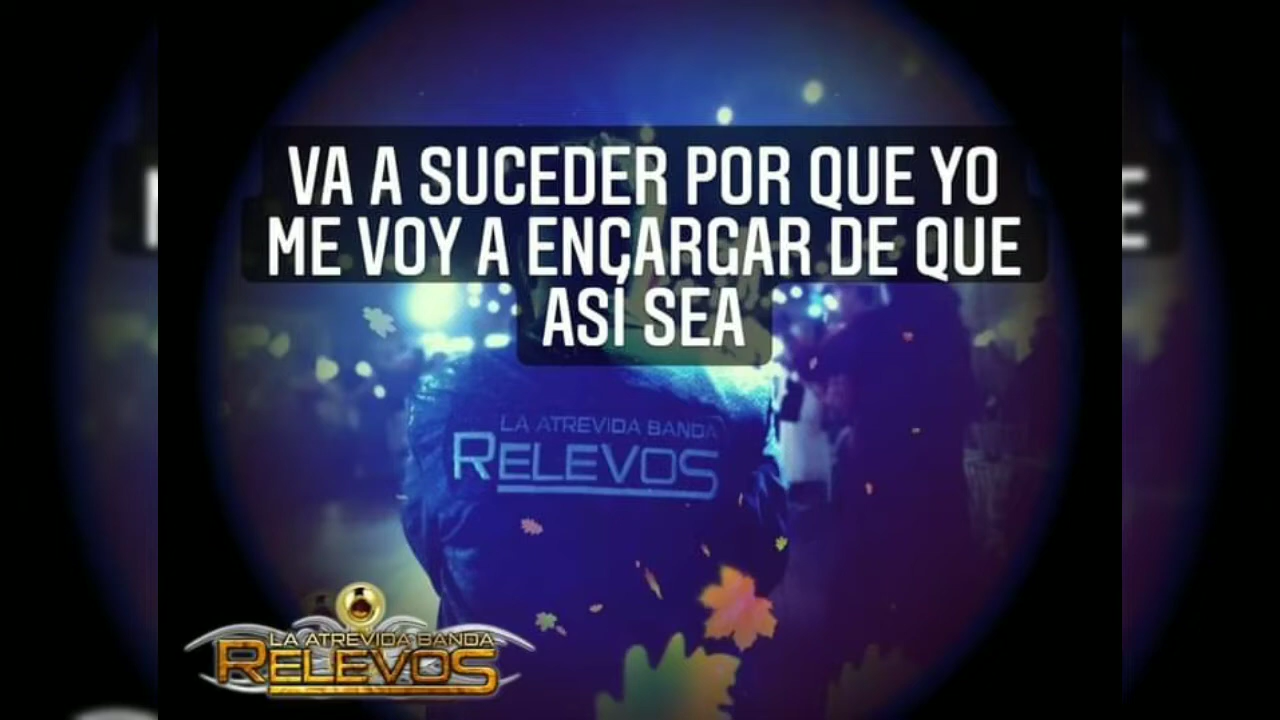 VA A SUCEDER POR QUE YO
ME VOY A ENCARGAR DE QUE
ASÍ SEA
LA ATREVIDA BANDA
RELEVOS
LA ATREVIDA BANDA
RELEVOS